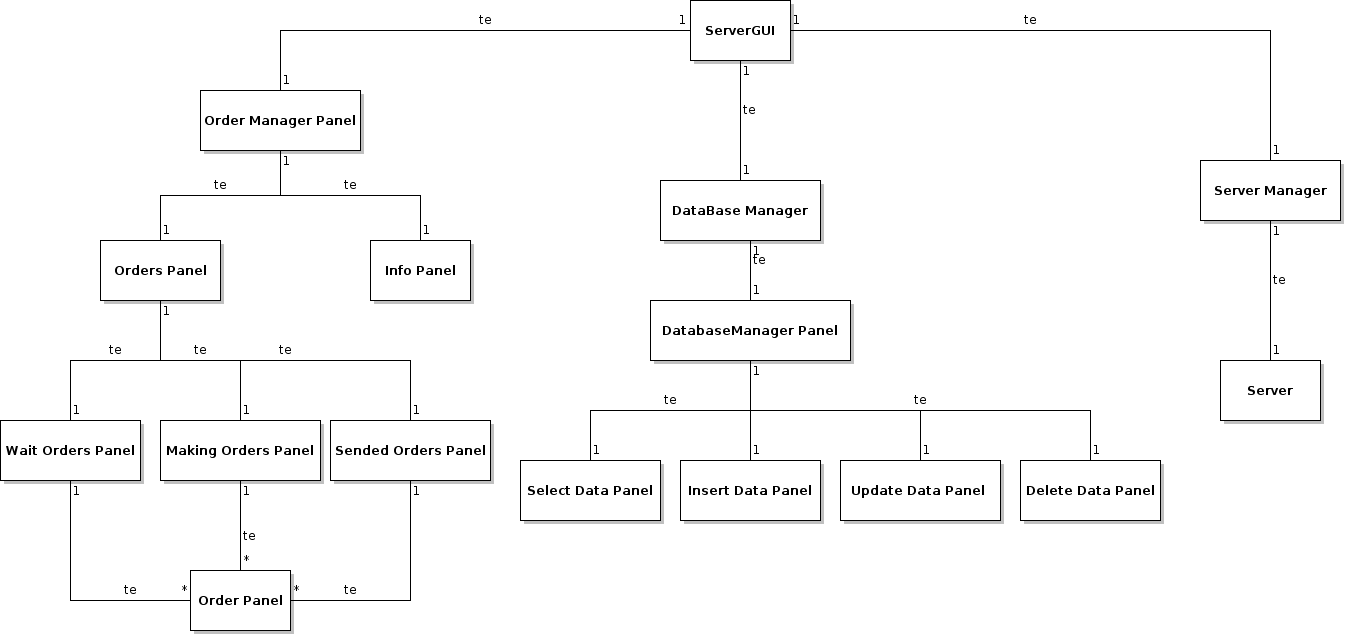 te 1 ServerGUI 1 te
1
1
te
Order Manager Panel
1
1
1
te te
1
Server Manager
DataBase Manager
1 1
1
1
te
te
Orders Panel Info Panel
1
1
DatabaseManager Panel
te te te
1
1
te te
Server
1 1 1
Wait Orders Panel Making Orders Panel Sended Orders Panel
1 1 1 1
1 1 1
Select Data Panel Insert Data Panel Update Data Panel Delete Data Panel
te
*
te * * te
Order Panel